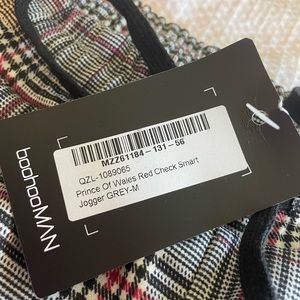 boohooMAN
MZZ61184-131-56
QZL-1089065
Prince Of Wales Red Check Smart
Jogger GREY-M